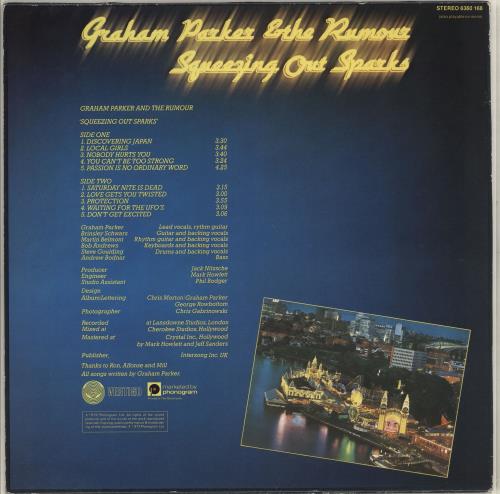 STEREO 6360 168
Graham Parker & the Rumour
Squeezing Out Sparks
GRAHAM PARKER AND THE RUMOUR
'SQUEEZING OUT SPARKS'
SIDE ONE
1. DISCOVERING JAPAN 3.30
2. LOCAL GIRLS 3.44
3. NOBODY HURTS YOU 3.40
4. YOU CAN'T BE TOO STRONG 3.24
5. PASSION IS NO ORDINARY WORD 4.25
SIDE TWO
1. SATURDAY NITE IS DEAD 3.15
2. LOVE GETS YOU TWISTED 3.00
3. PROTECTION 3.55
4. WAITING FOR THE UFO'S 3.09
5. DON'T GET EXCITED 3.06
Graham Parker Lead vocals, rythm guitar
Brinsley Schwarz Guitar and backing vocals
Martin Belmont Rhythm guitar and backing vocals
Bob Andrews Keyboards and backing vocals
Steve Goulding Drums and backing vocals
Andrew Bodnar Bass
Producer Jack Nitzsche
Engineer Mark Howlett
Studio Assistant Phil Rodger
Design:
Album Lettering Chris Morton/Graham Parker
George Rowbottom
Photographer Chris Gabrinowski
Recorded at Lansdowne Studios, London
Mixed at Cherokee Studios, Hollywood
Mastered at Crystal Inc., Hollywood
by Mark Howlett and Jeff Sanders
Publisher, Intersong Inc. UK
Thanks to Ron, Alfonse and Mill
All songs written by Graham Parker.
VERTIGO
marketed by
phonogram